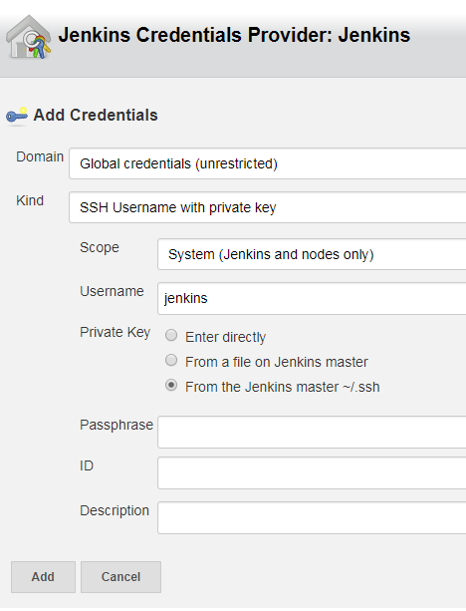 Jenkins Credentials Provider: Jenkins
Add Credentials
Domain Global credentials (unrestricted)
Kind SSH Username with private key
Scope System (Jenkins and nodes only)
Username jenkins
Private Key Enter directly
From a file on Jenkins master
From the Jenkins master ~/.ssh
Passphrase
ID
Description
Add Cancel